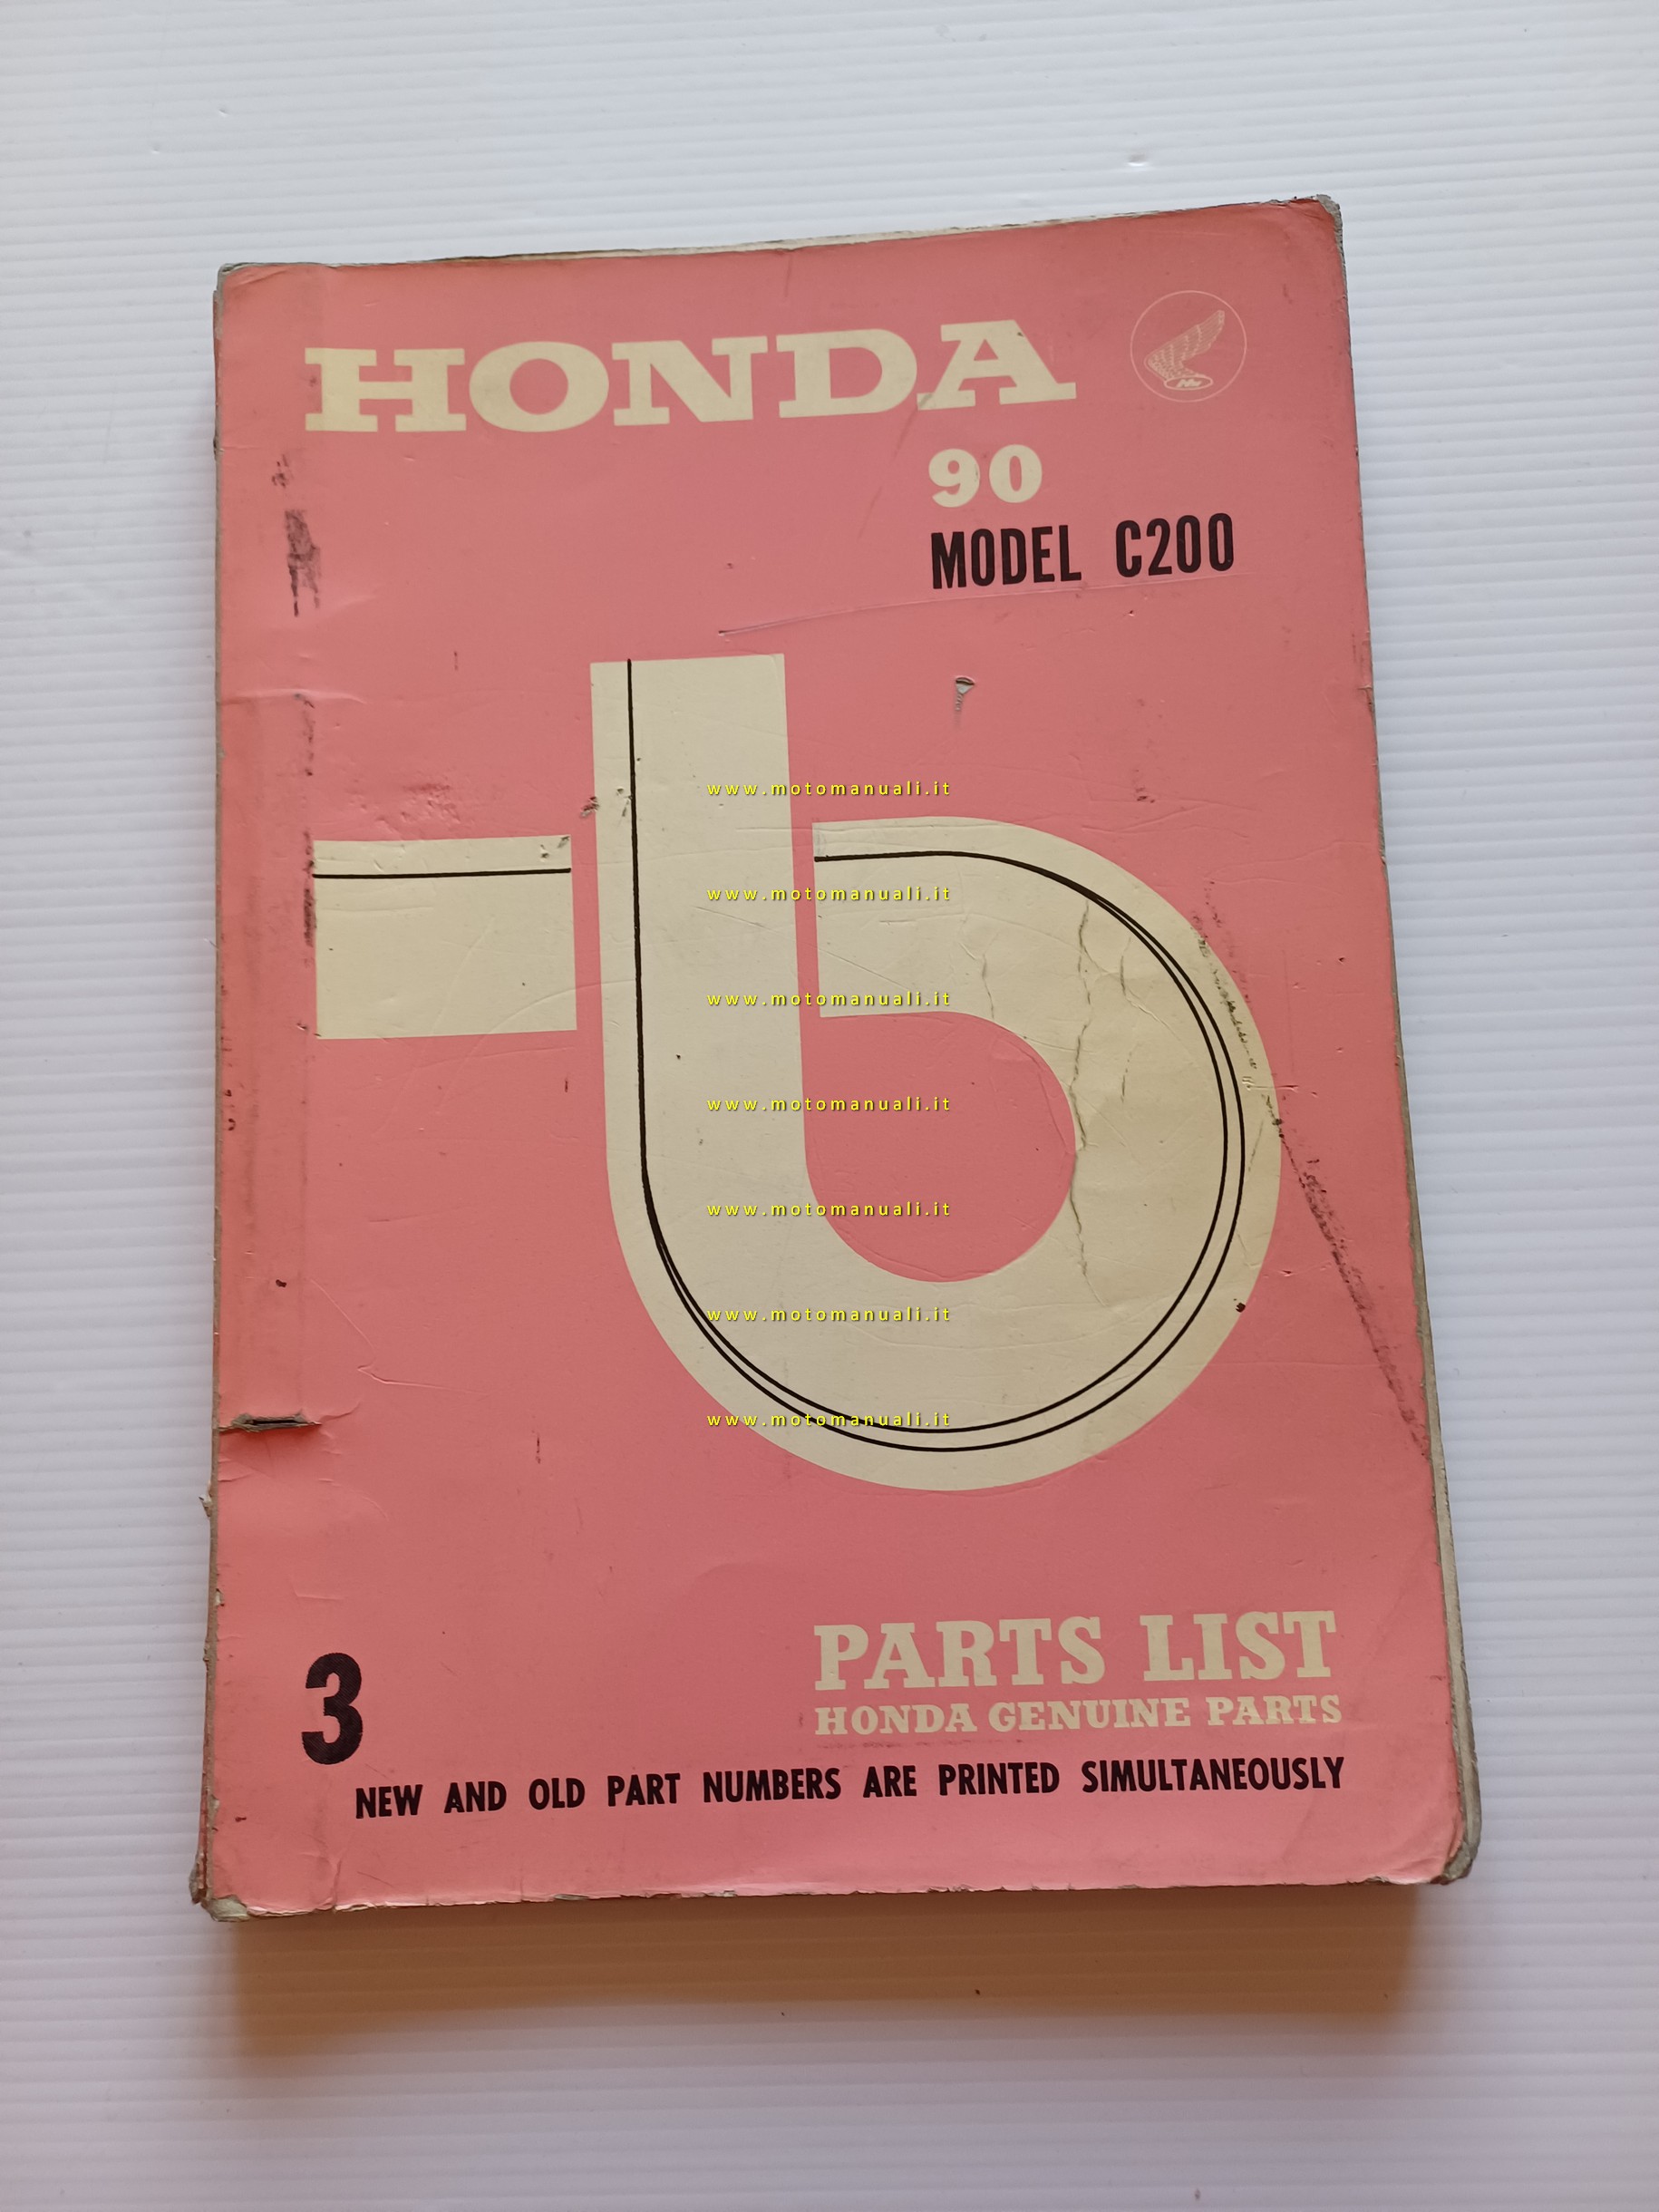 HONDA
90
MODEL C200
www.motomanuali.it
www.motomanuali.it
www.motomanuali.it
www.motomanuali.it
www.motomanuali.it
www.motomanuali.it
www.motomanuali.it
PARTS LIST
HONDA GENUINE PARTS
3
NEW AND OLD PART NUMBERS ARE PRINTED SIMULTANEOUSLY